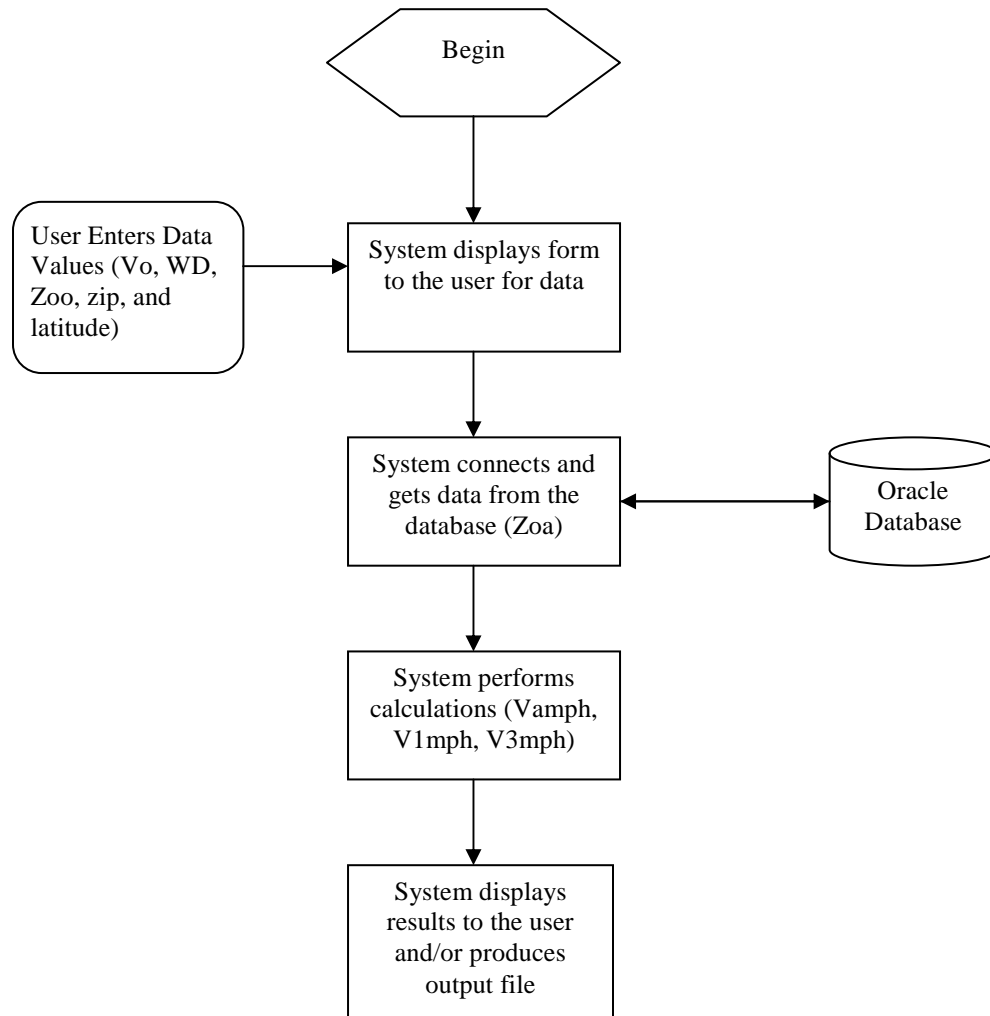 Begin
User Enters Data
Values (Vo, WD,
Zoo, zip, and
latitude)
System displays form
to the user for data
System connects and
gets data from the
database (Zoa)
Oracle
Database
System performs
calculations (Vamph,
V1mph, V3mph)
System displays
results to the user
and/or produces
output file